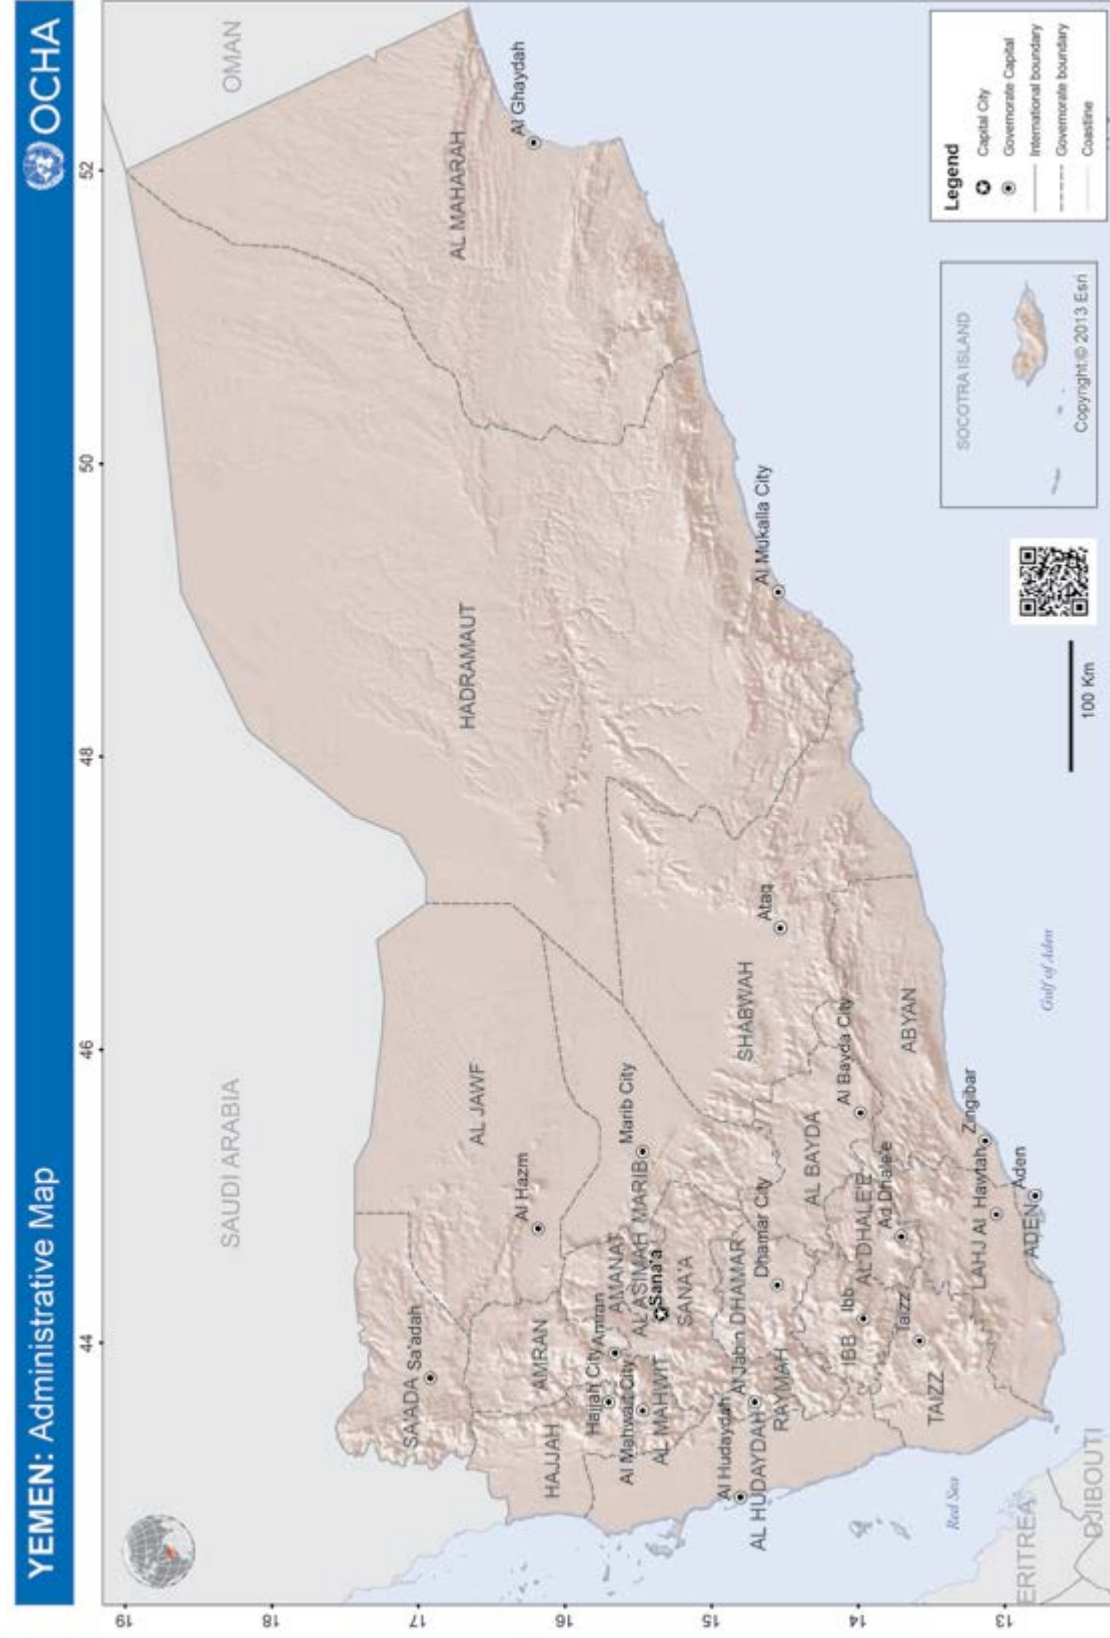 YEMEN: Administrative Map
OCHA
44
46
48
50
52
19
18
17
16
15
14
13
SAUDI ARABIA
OMAN
ERITREA
DJIBOUTI
Red Sea
Gulf of Aden
SA'ADA
Sa'adah
AL JAWF
Al Hazm
HADRAMAUT
AL MAHARAH
Al Ghaydah
HAJJAH
Hajjah City
AMRAN
Amran
AMANAT
AL ASIMAH
Sana'a
SANA'A
MARIB
Marib City
Al Mahwait City
AL MAHWIT
Al Hudaydah
AL HUDAYDAH
Al Jabin
RAYMAH
DHAMAR
Dhamar City
SHABWAH
Ataq
Al Mukalla City
AL BAYDA
Al Bayda City
IBB
Ibb
AL DHALE'E
Ad Dhale'e
ABYAN
Zingibar
TAIZZ
Taizz
LAHJ
Al Hawtah
ADEN
Aden
Legend
Capital City
Governorate Capital
International boundary
Governorate boundary
Coastine
SOCOTRA ISLAND
Copyright:© 2013 Esri
100 Km